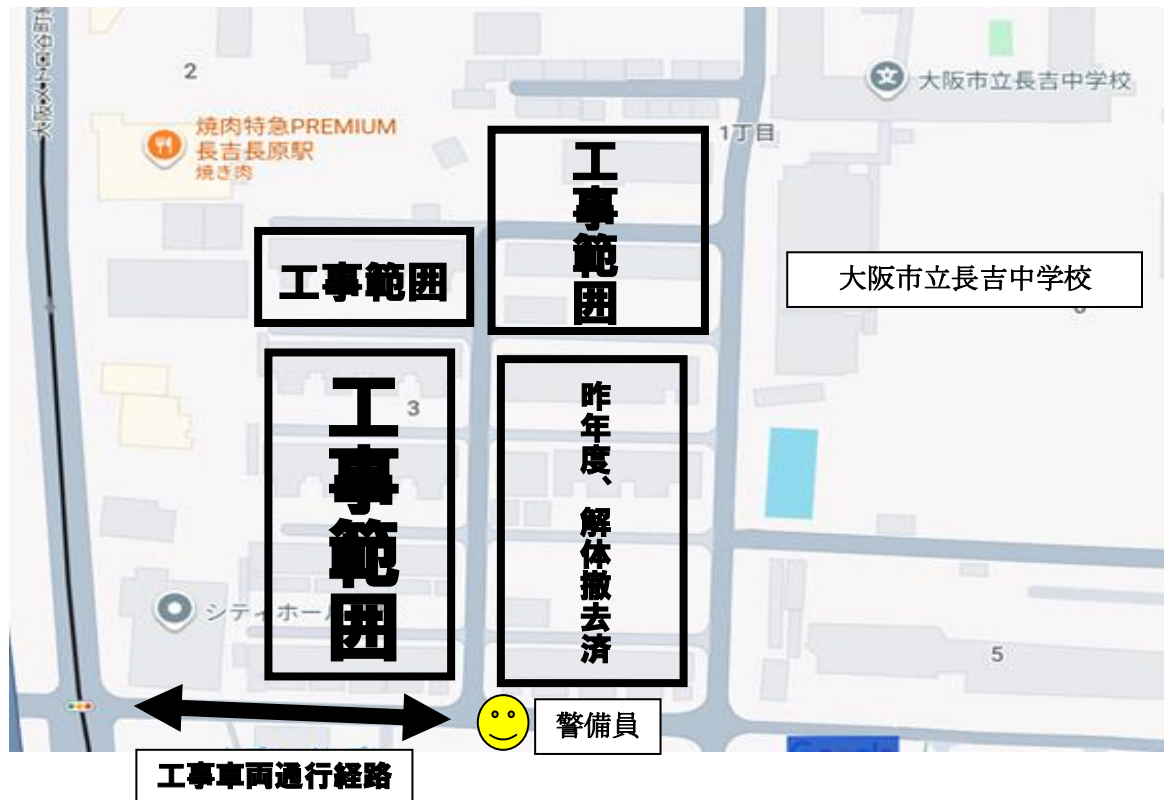 2
大阪市立長吉中学校
焼肉特急PREMIUM
長吉長原駅
焼き肉
1丁目
工事範囲
工事範囲
大阪市立長吉中学校
工事範囲
3
昨年度、解体撤去済
シティホー
5
警備員
工事車両通行経路